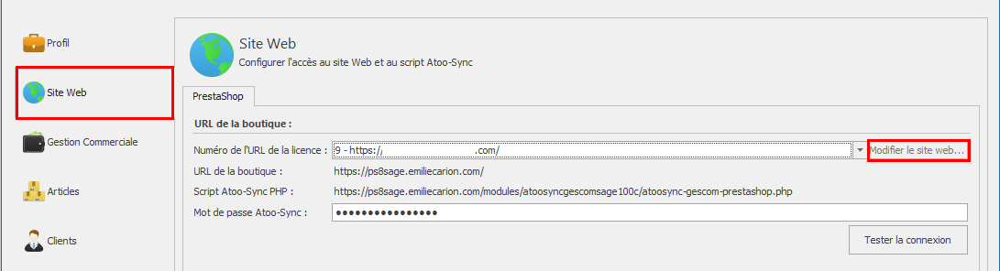 Profil
Site Web
Gestion Commerciale
Articles
Clients
Site Web
Configurer l'accès au site Web et au script Atoo-Sync
PrestaShop
URL de la boutique :
Numéro de l'URL de la licence : 9 - https:/ .com/ Modifier le site web...
URL de la boutique : https://ps8sage.emiliecarion.com/
Script Atoo-Sync PHP : https://ps8sage.emiliecarion.com/modules/atoosyncgescomsage100c/atoosync-gescom-prestashop.php
Mot de passe Atoo-Sync : ●●●●●●●●●●●●●●●●
Tester la connexion